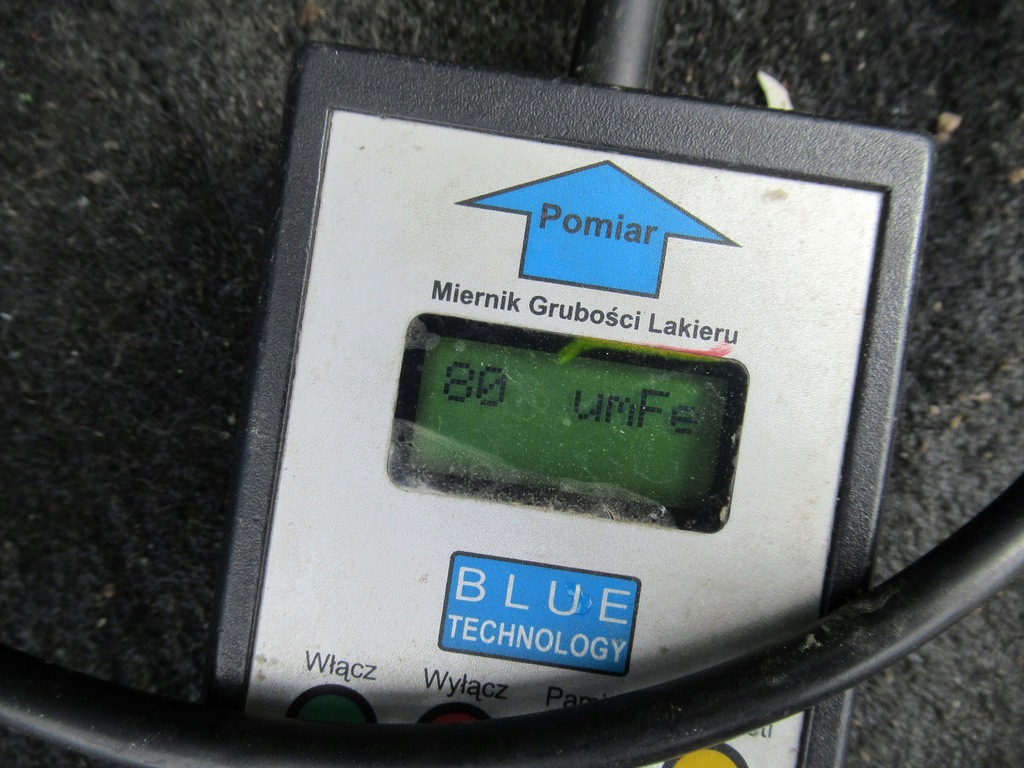 Pomiar
Miernik Grubości Lakieru
80 umFe
BLUE
TECHNOLOGY
Włącz Wyłącz